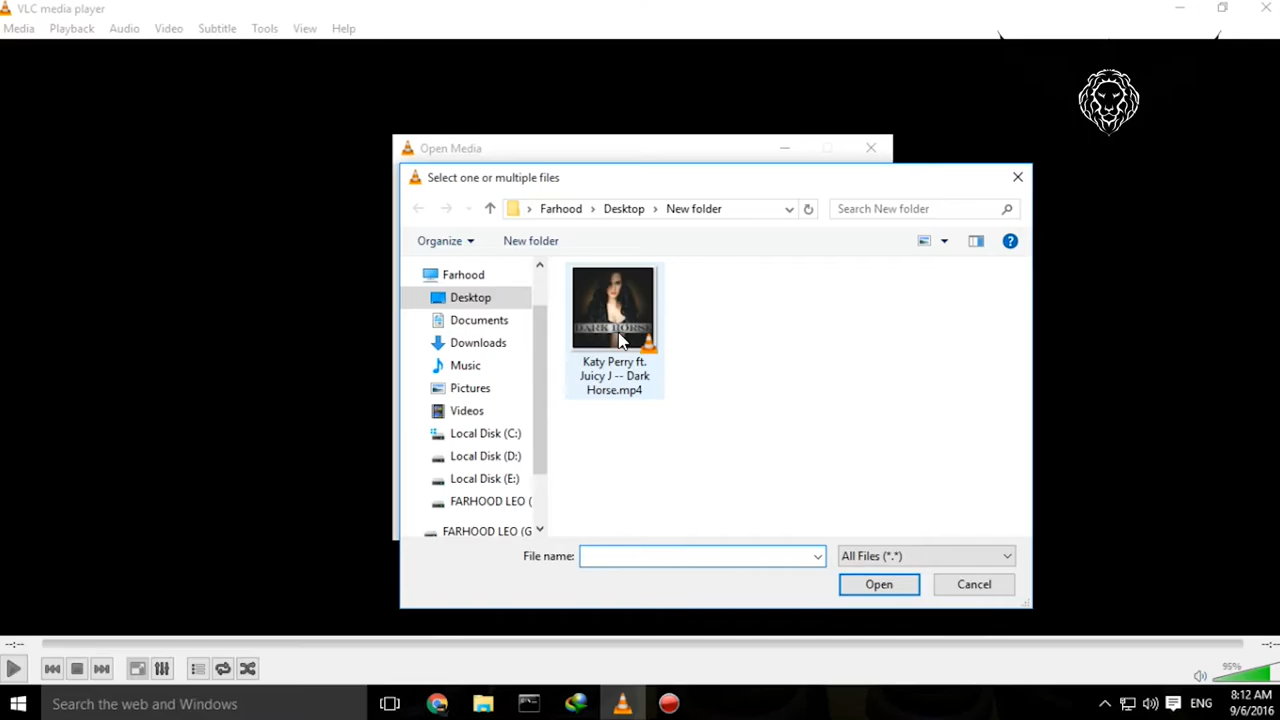 VLC media player
Media Playback Audio Video Subtitle Tools View Help
Open Media
Select one or multiple files
Farhood › Desktop › New folder
Search New folder
Organize
New folder
Farhood
Desktop
Documents
Downloads
Music
Pictures
Videos
Local Disk (C:)
Local Disk (D:)
Local Disk (E:)
FARHOOD LEO (
FARHOOD LEO (G
DARK HORSE
Katy Perry ft.
Juicy J -- Dark
Horse.mp4
File name:
All Files (*.*)
Open
Cancel
--:--
--:--
95%
Search the web and Windows
ENG
8:12 AM
9/6/2016